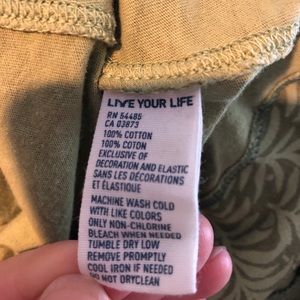 LIVE YOUR LIFE
RN 54485
CA 03873
100% COTTON
100% COTON
EXCLUSIVE OF
DECORATION AND ELASTIC
SANS LES DÉCORATIONS
ET ÉLASTIQUE
MACHINE WASH COLD
WITH LIKE COLORS
ONLY NON-CHLORINE
BLEACH WHEN NEEDED
TUMBLE DRY LOW
REMOVE PROMPTLY
COOL IRON IF NEEDED
DO NOT DRYCLEAN